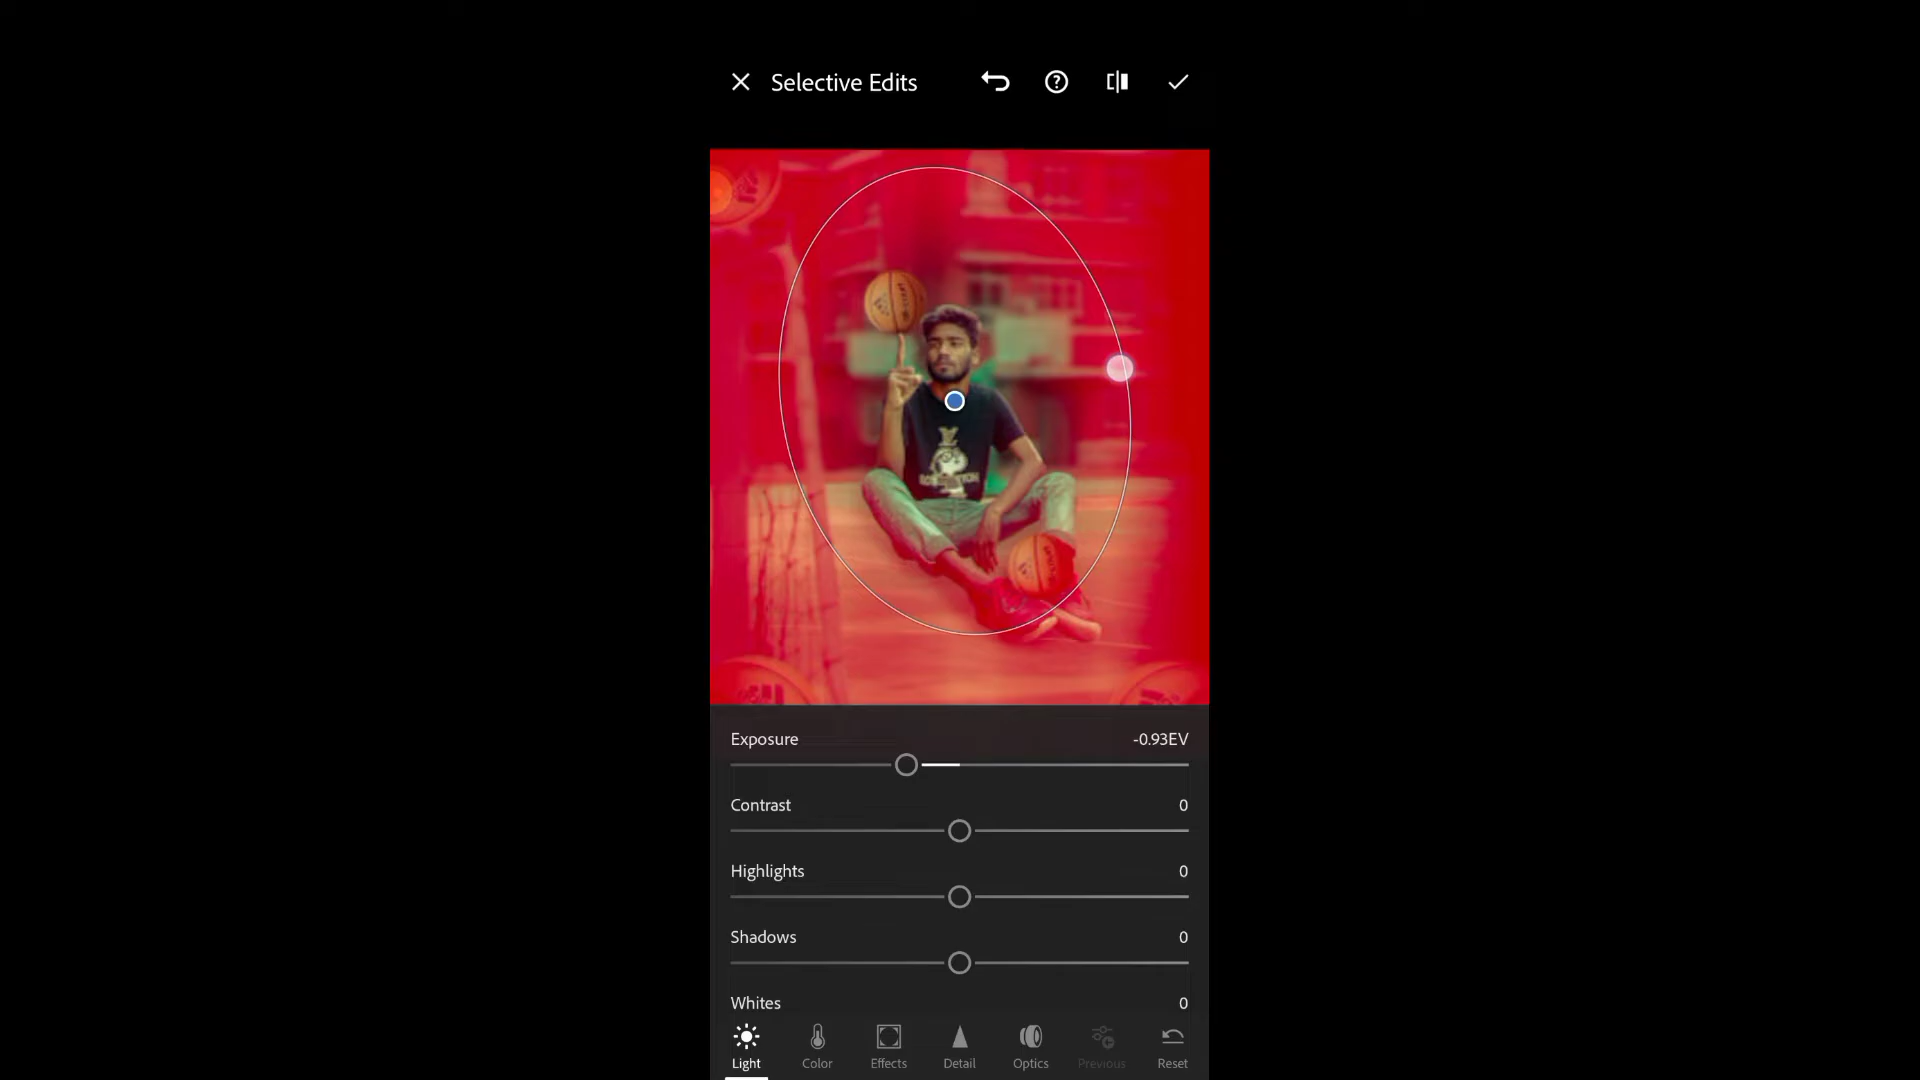 Selective Edits
Exposure -0.93EV
Contrast 0
Highlights 0
Shadows 0
Whites 0
Light Color Effects Detail Optics Previous Reset